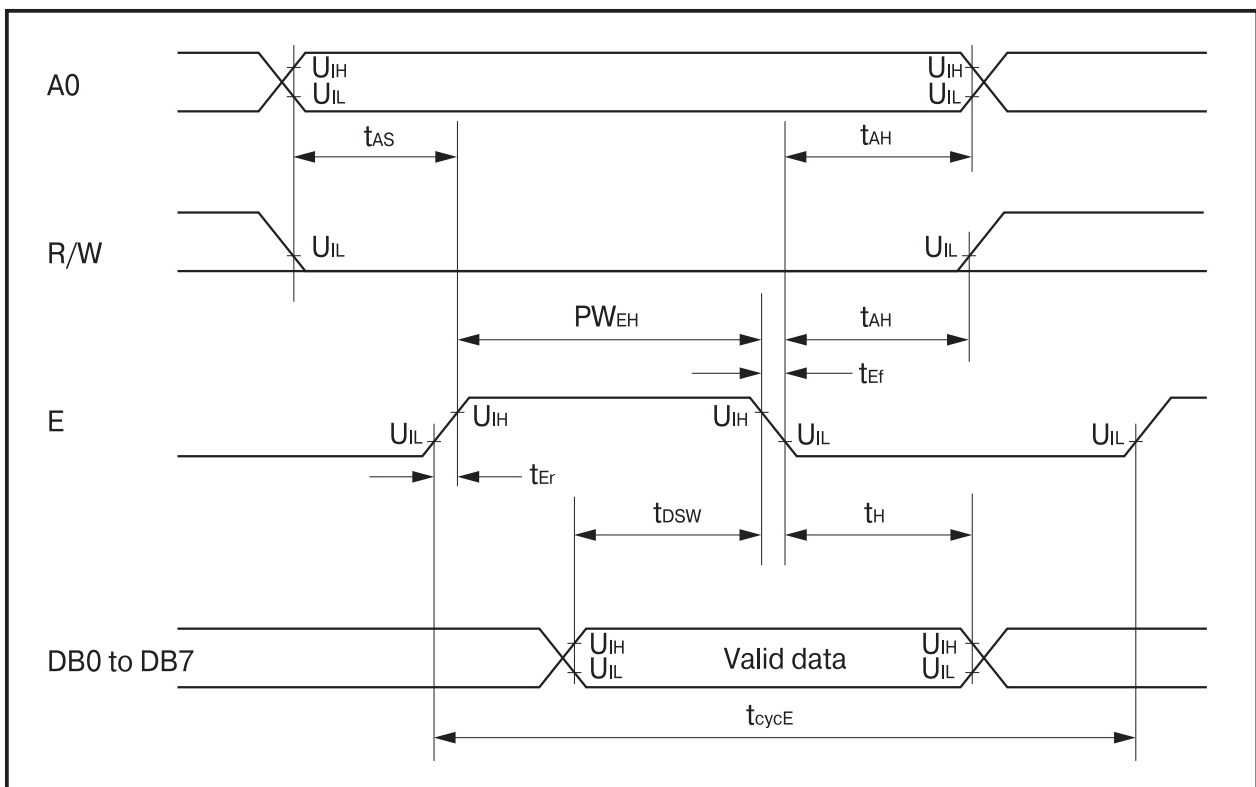 A0
UIH
UIL
UIH
UIL
tAS
tAH
R/W
UIL
UIL
PWEH
tAH
tEf
E
UIL
UIH
UIH
UIL
UIL
tEr
tDSW
tH
DB0 to DB7
UIH
UIL
Valid data
UIH
UIL
tcycE